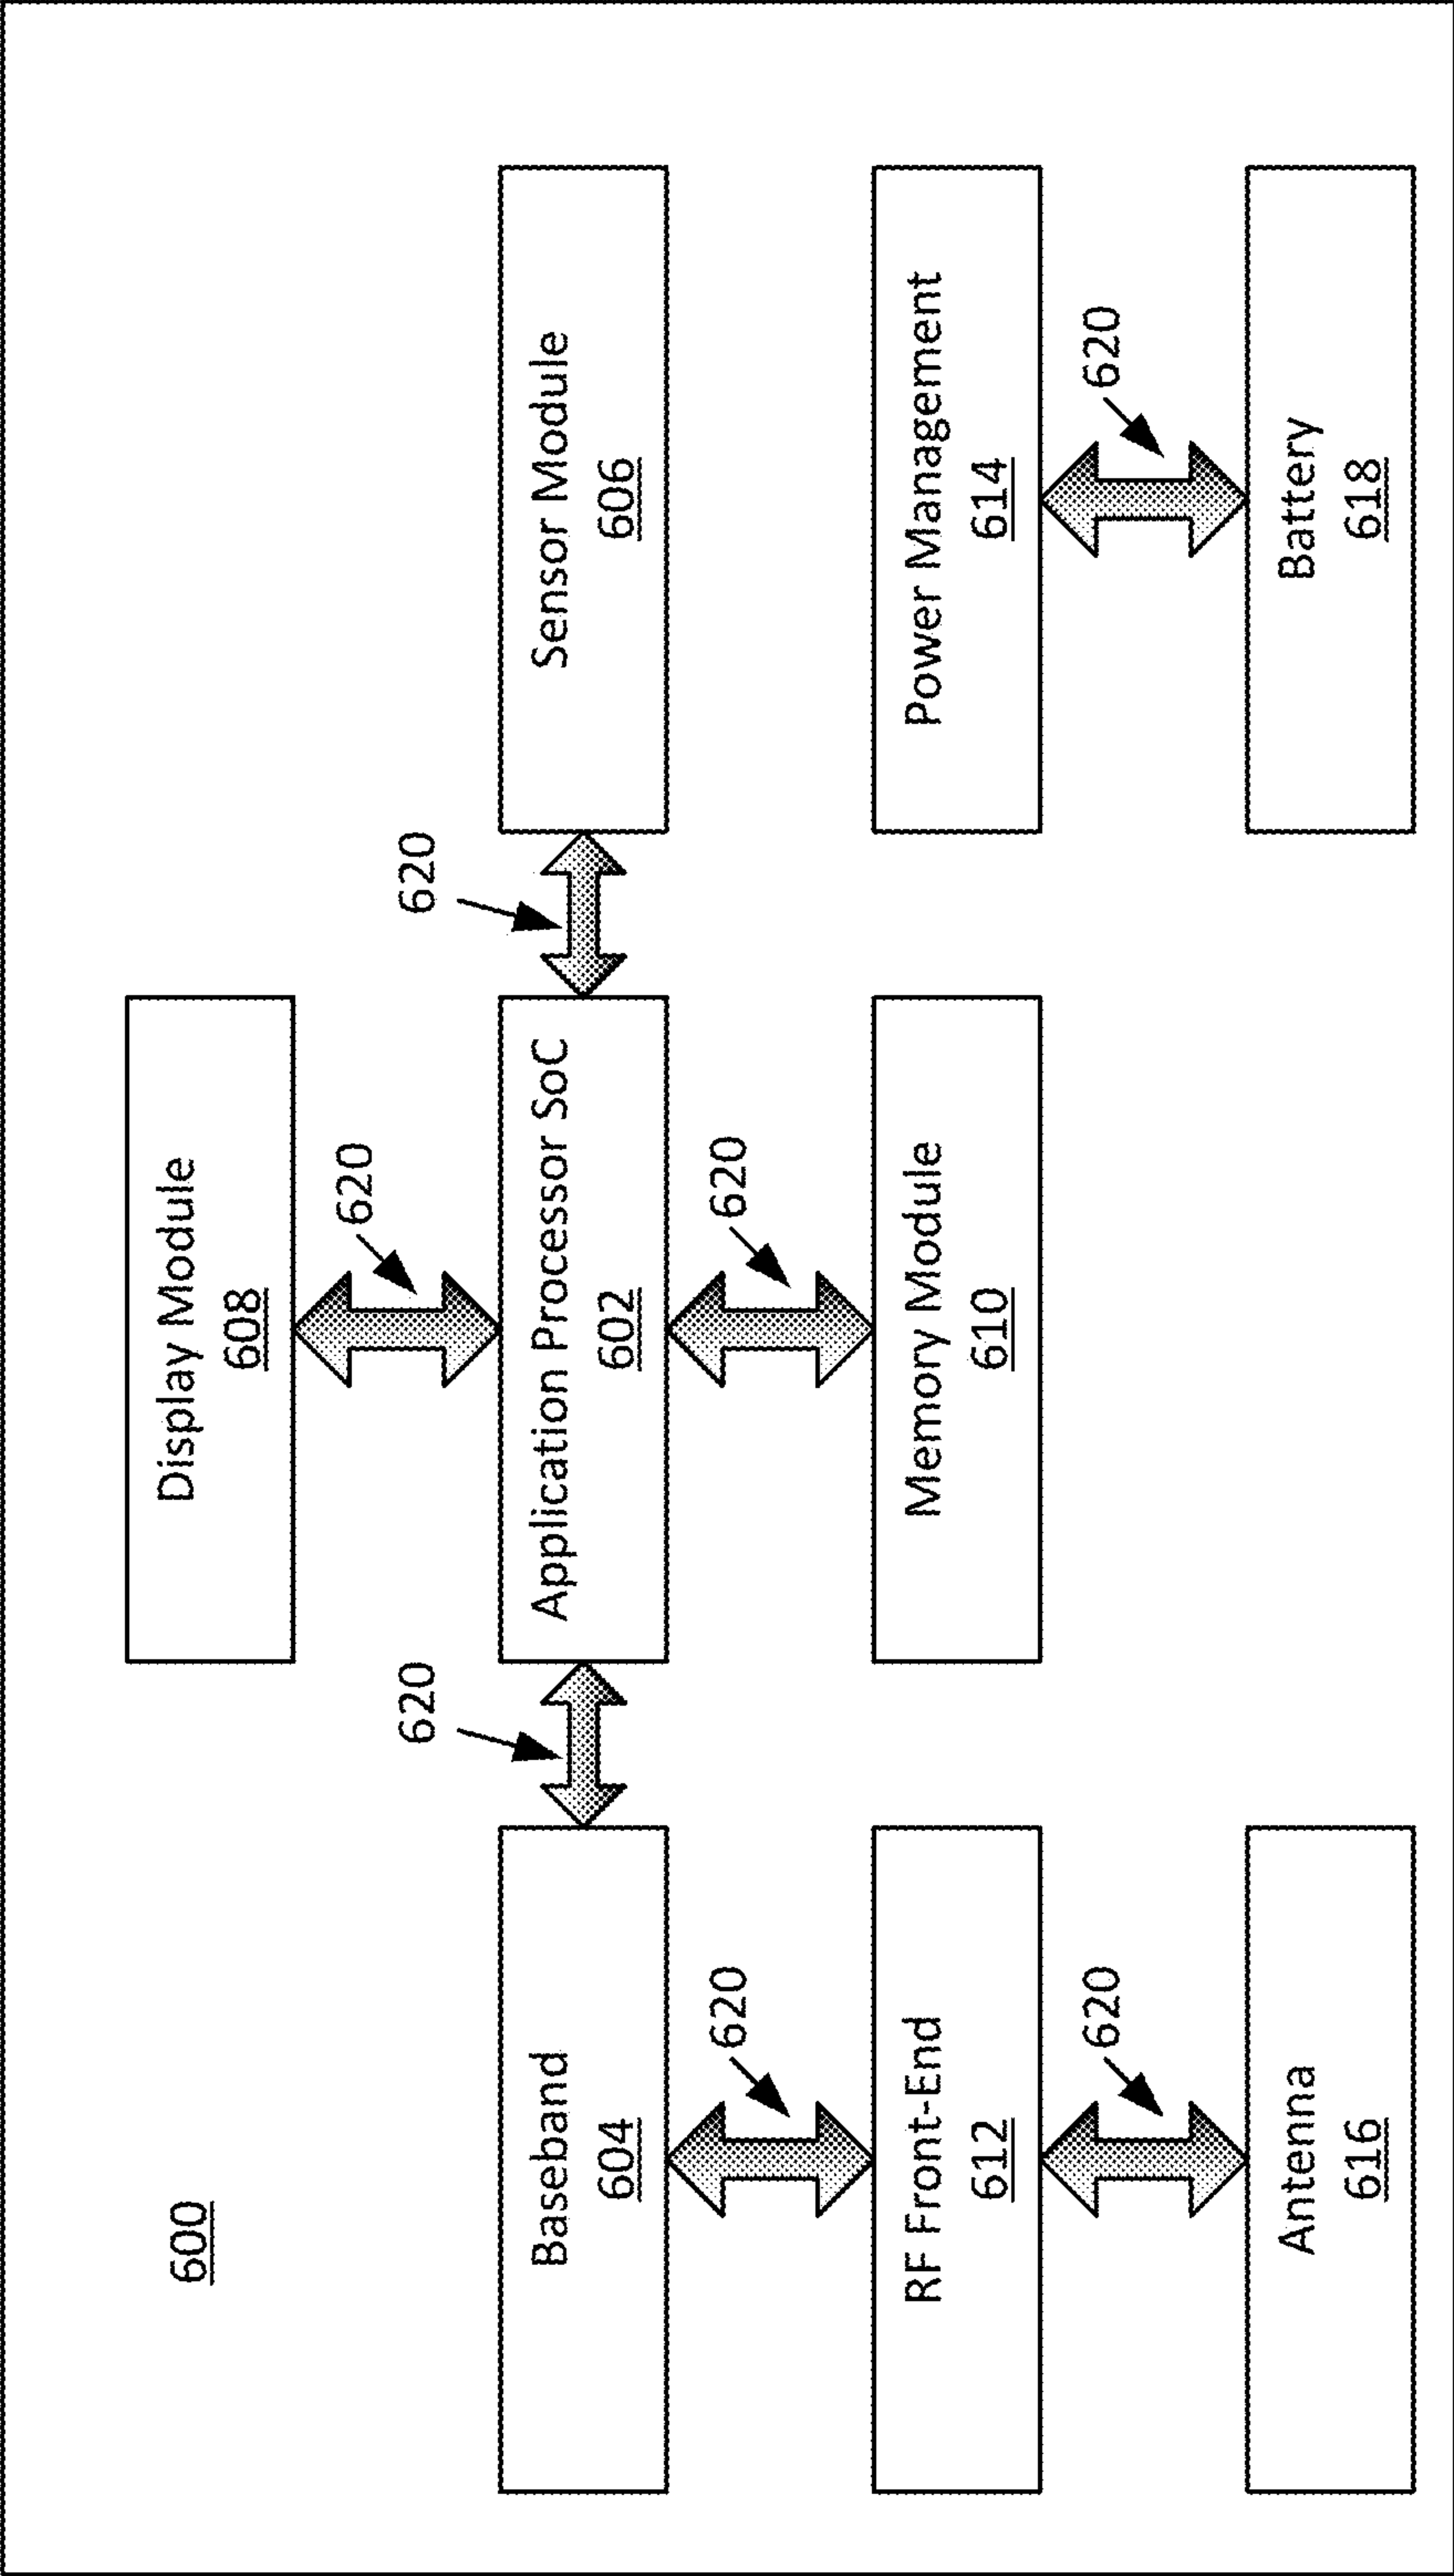 600
Display Module
608
620
620
620
Baseband
604
Application Processor SoC
602
Sensor Module
606
620
620
RF Front-End
612
Memory Module
610
Power Management
614
620
620
Antenna
616
Battery
618